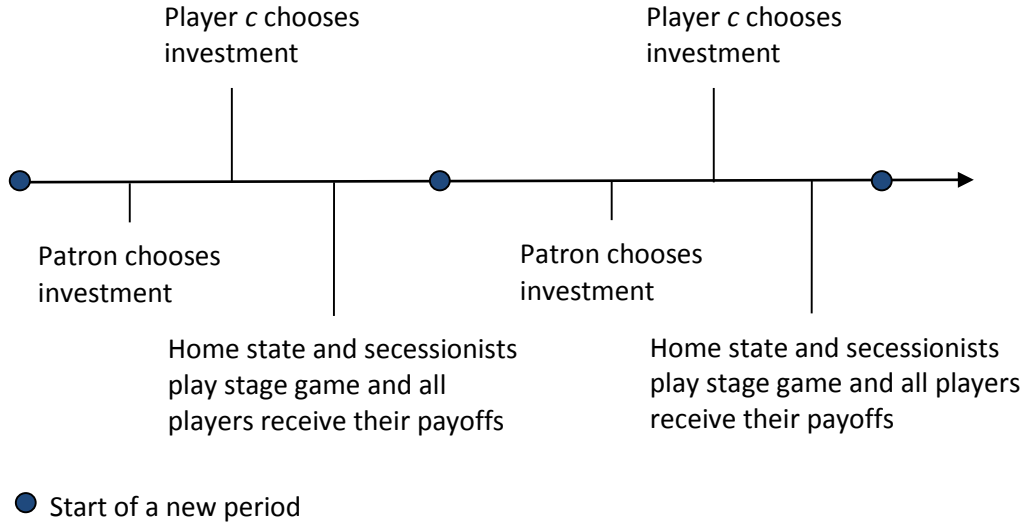 Player c chooses
investment
Player c chooses
investment
Patron chooses
investment
Patron chooses
investment
Home state and secessionists
play stage game and all
players receive their payoffs
Home state and secessionists
play stage game and all players
receive their payoffs
Start of a new period